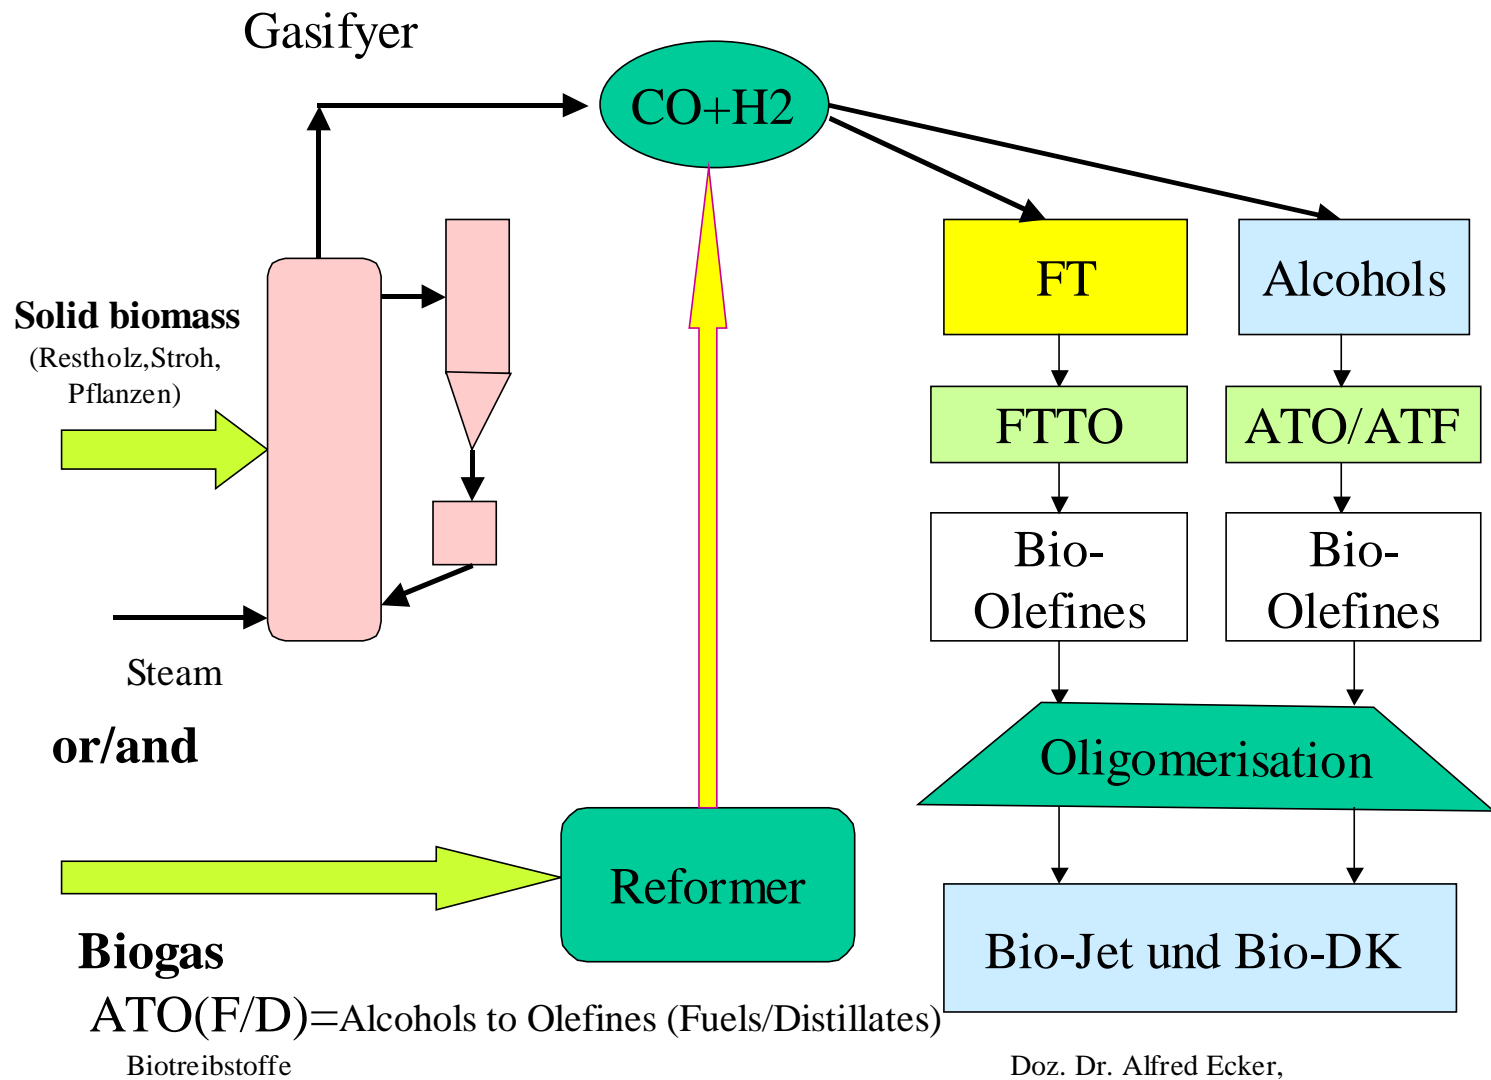 Gasifyer
CO+H2
FT
Alcohols
Solid biomass
(Restholz,Stroh,
Pflanzen)
FTTO
ATO/ATF
Bio-
Olefines
Bio-
Olefines
Steam
or/and
Oligomerisation
Reformer
Biogas
Bio-Jet und Bio-DK
ATO(F/D)=Alcohols to Olefines (Fuels/Distillates)
Biotreibstoffe
Doz. Dr. Alfred Ecker,